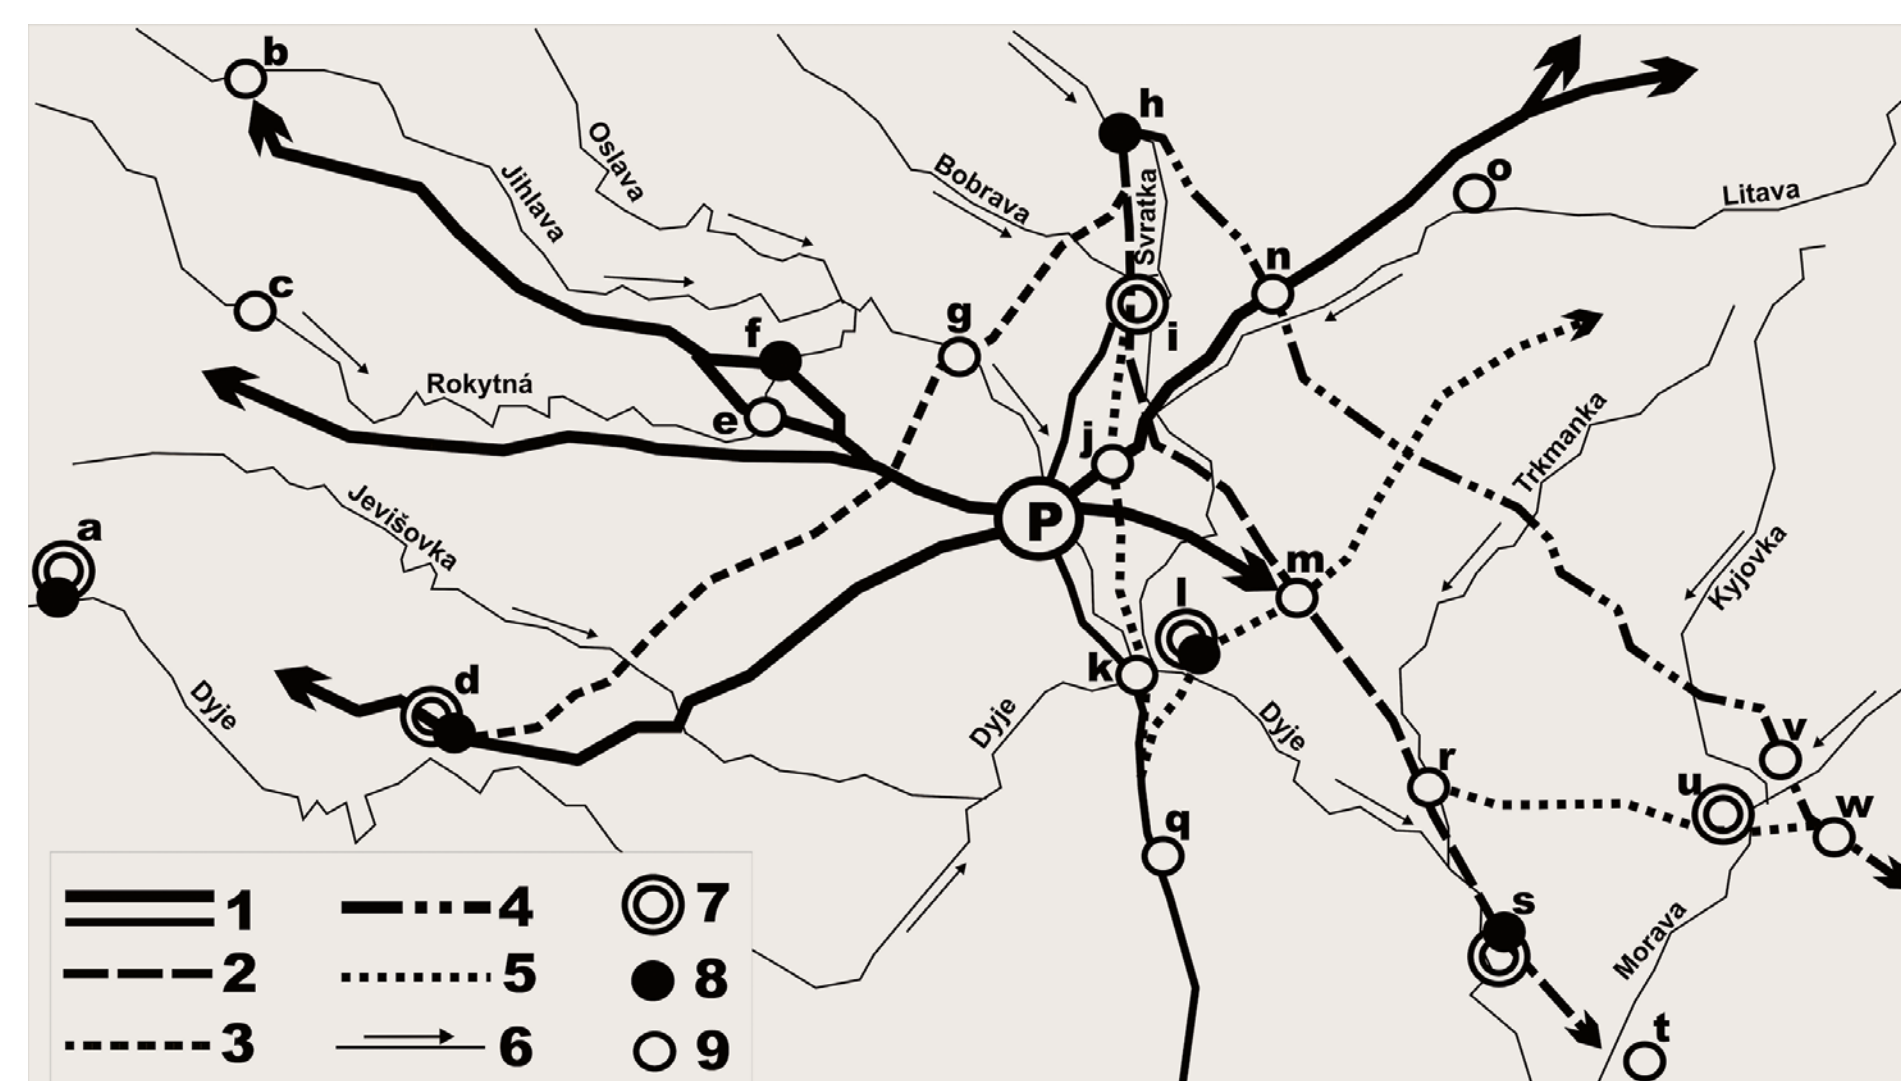 b
h
Oslava
Jihlava
Bobrava
Svratka
o
Litava
n
c
g
f
i
Rokytná
e
j
Trkmanka
Jevišovka
a
P
m
l
Kyjovka
k
d
Dyje
Dyje
Dyje
v
r
u
w
q
s
Morava
t
1
4
7
2
5
8
3
6
9